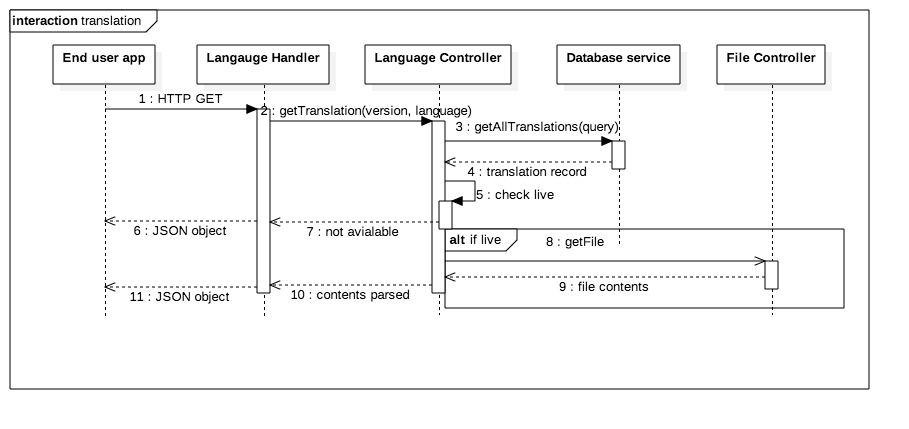 interaction translation
End user app
Langauge Handler
Language Controller
Database service
File Controller
1 : HTTP GET
2 : getTranslation(version, language)
3 : getAllTranslations(query)
4 : translation record
5 : check live
6 : JSON object
7 : not avialable
alt if live
8 : getFile
9 : file contents
10 : contents parsed
11 : JSON object